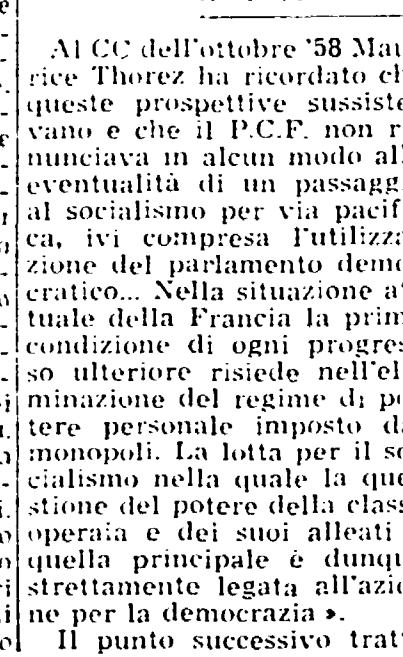 Al CC dell'ottobre '58 Mau
rice Thorez ha ricordato ch
queste prospettive sussiste
vano e che il P.C.F. non r
nunciava in alcun modo all'
eventualità di un passagg
al socialismo per via pacif
ca, ivi compresa l'utilizza
zione del parlamento demo
cratico... Nella situazione at
tuale della Francia la prim
condizione di ogni progres
so ulteriore risiede nell'el
minazione del regime di po
tere personale imposto da
monopoli. La lotta per il so
cialismo nella quale la que
stione del potere della class
operaia e dei suoi alleati
quella principale è dunqu
strettamente legata all'azio
ne per la democrazia ».
Il punto successivo tratt